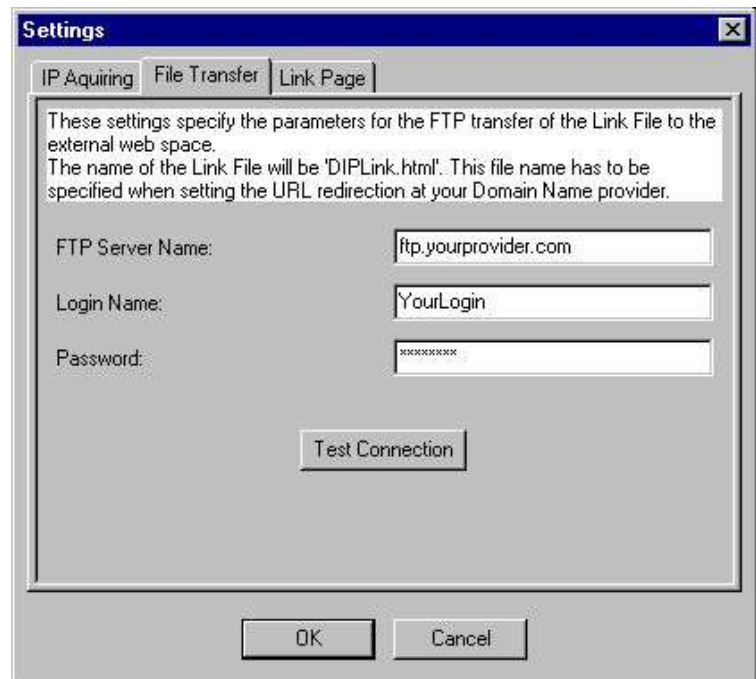 Settings
IP Aquiring
File Transfer
Link Page
These settings specify the parameters for the FTP transfer of the Link File to the
external web space.
The name of the Link File will be 'DIPLink.html'. This file name has to be
specified when setting the URL redirection at your Domain Name provider.
FTP Server Name:
ftp.yourprovider.com
Login Name:
YourLogin
Password:
********
Test Connection
OK
Cancel